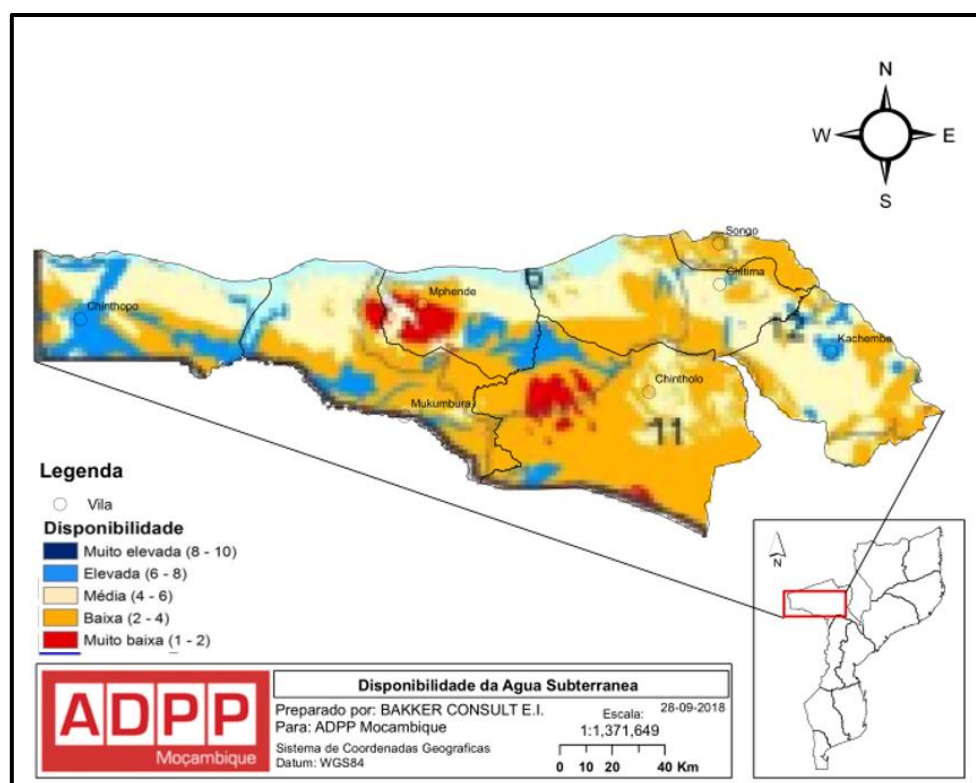 N
W E
S
Songo
Chitima
Mphende
Chinthopo
Kachembe
Chintholo
Mukumbura
11
Legenda
Vila
Disponibilidade
Muito elevada (8 - 10)
Elevada (6 - 8)
Média (4 - 6)
Baixa (2 - 4)
Muito baixa (1 - 2)
N
ADPP
Moçambique
Disponibilidade da Agua Subterranea
Preparado por: BAKKER CONSULT E.I.
Para: ADPP Mocambique
Sistema de Coordenadas Geograficas
Datum: WGS84
28-09-2018
Escala:
1:1,371,649
0 10 20 40 Km